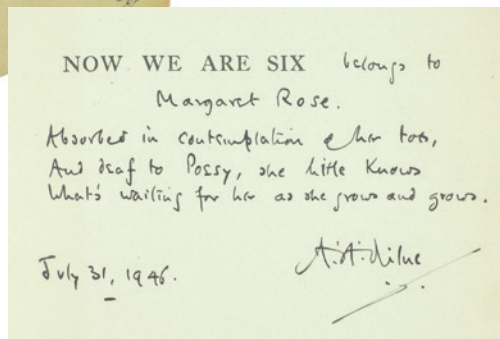 NOW WE ARE SIX belongs to
Margaret Rose.
Absorbed in contemplation of her toes,
And deaf to Possy, she little knows
What's waiting for her as she grows and grows.
A. A. Milne
July 31, 1946.